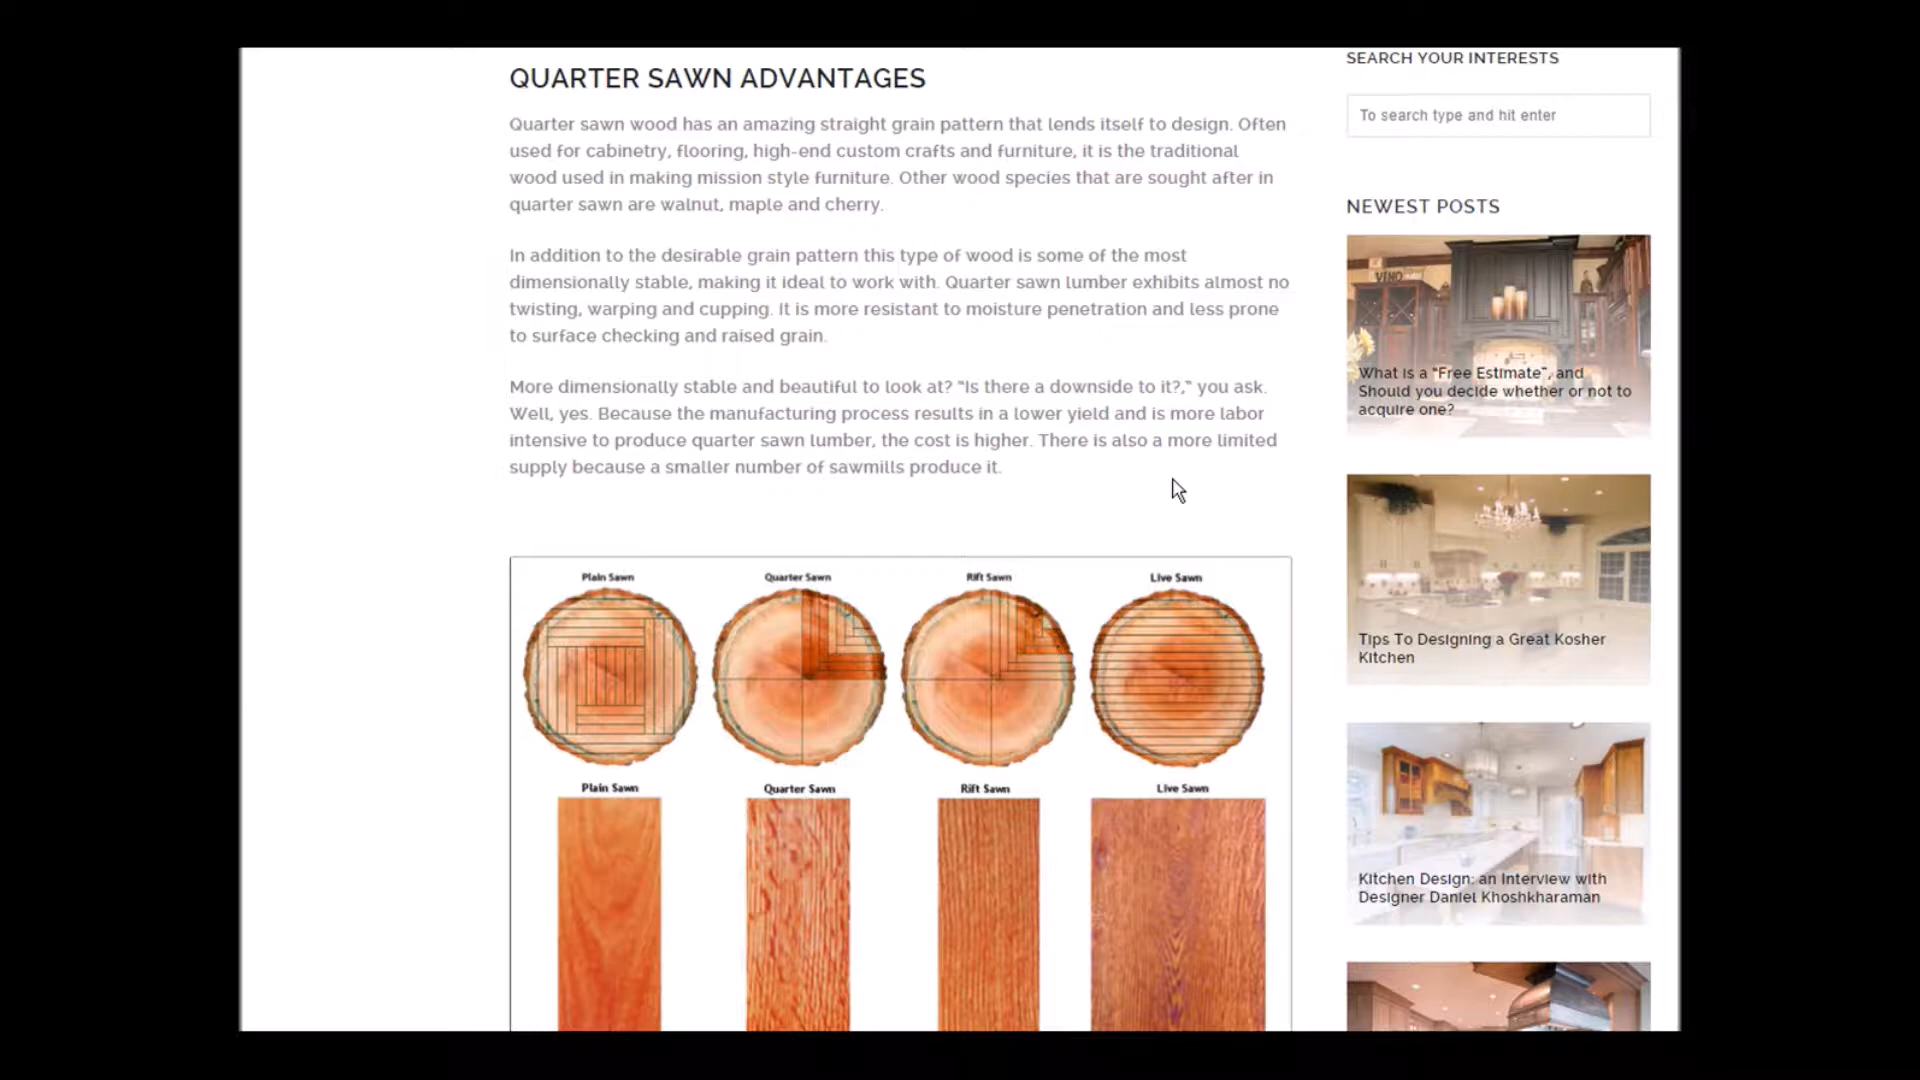 QUARTER SAWN ADVANTAGES
Quarter sawn wood has an amazing straight grain pattern that lends itself to design. Often
used for cabinetry, flooring, high-end custom crafts and furniture, it is the traditional
wood used in making mission style furniture. Other wood species that are sought after in
quarter sawn are walnut, maple and cherry.
In addition to the desirable grain pattern this type of wood is some of the most
dimensionally stable, making it ideal to work with. Quarter sawn lumber exhibits almost no
twisting, warping and cupping. It is more resistant to moisture penetration and less prone
to surface checking and raised grain.
More dimensionally stable and beautiful to look at? "Is there a downside to it?," you ask.
Well, yes. Because the manufacturing process results in a lower yield and is more labor
intensive to produce quarter sawn lumber, the cost is higher. There is also a more limited
supply because a smaller number of sawmills produce it.
Plain Sawn
Quarter Sawn
Rift Sawn
Live Sawn
Plain Sawn
Quarter Sawn
Rift Sawn
Live Sawn
SEARCH YOUR INTERESTS
To search type and hit enter
NEWEST POSTS
VINO
What is a "Free Estimate", and
Should you decide whether or not to
acquire one?
Tips To Designing a Great Kosher
Kitchen
Kitchen Design: an Interview with
Designer Daniel Khoshkharaman